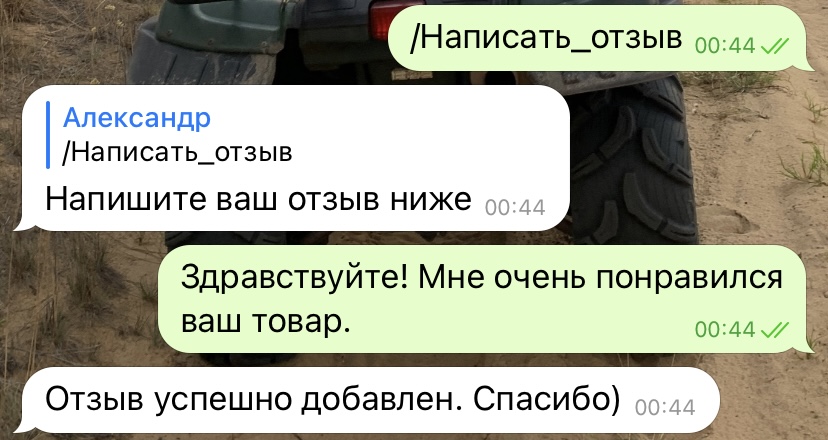 /Написать_отзыв 00:44
Александр
/Написать_отзыв
Напишите ваш отзыв ниже 00:44
Здравствуйте! Мне очень понравился
ваш товар. 00:44
Отзыв успешно добавлен. Спасибо) 00:44